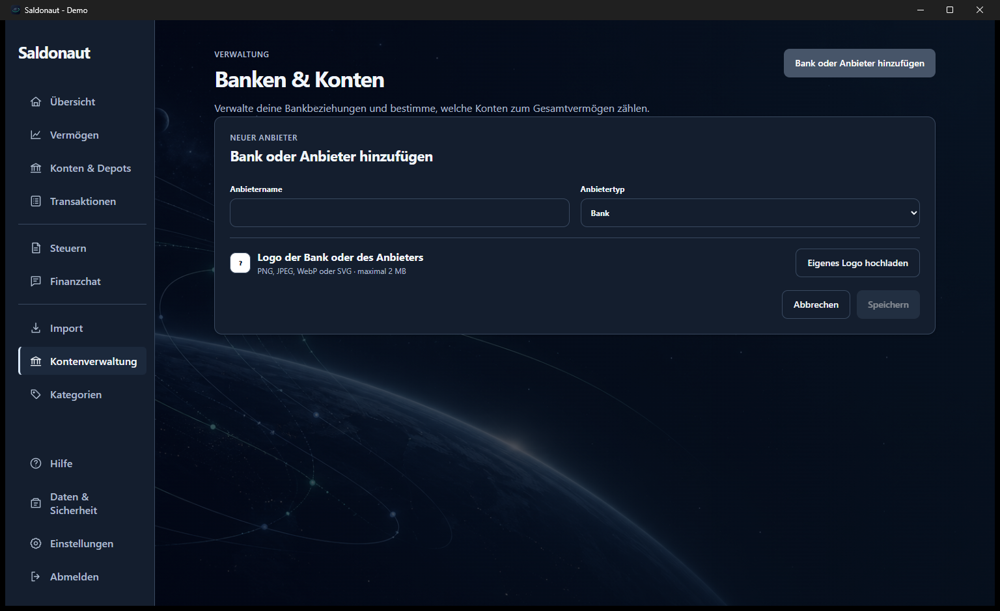 Saldonaut - Demo
Saldonaut
Übersicht
Vermögen
Konten & Depots
Transaktionen
Steuern
Finanzchat
Import
Kontenverwaltung
Kategorien
Hilfe
Daten &
Sicherheit
Einstellungen
Abmelden
VERWALTUNG
Banken & Konten
Verwalte deine Bankbeziehungen und bestimme, welche Konten zum Gesamtvermögen zählen.
Bank oder Anbieter hinzufügen
NEUER ANBIETER
Bank oder Anbieter hinzufügen
Anbietername
Anbietertyp
Bank
?
Logo der Bank oder des Anbieters
PNG, JPEG, WebP oder SVG · maximal 2 MB
Eigenes Logo hochladen
Abbrechen
Speichern